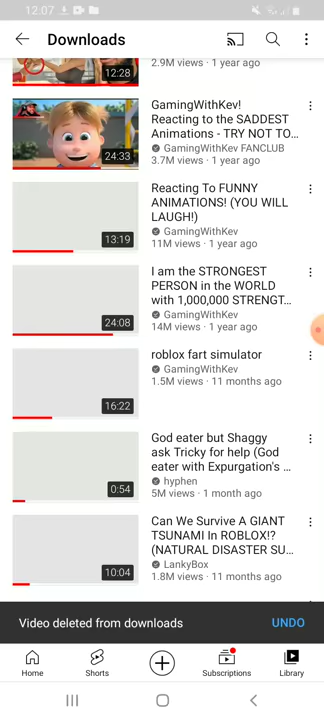 12.07
Downloads
12:28
2.9M views · 1 year ago
GamingWithKev!
Reacting to the SADDEST
Animations - TRY NOT TO...
GamingWithKev FANCLUB
3.7M views · 1 year ago
24:33
Reacting To FUNNY
ANIMATIONS! (YOU WILL
LAUGH!)
GamingWithKev
11M views · 1 year ago
13:19
I am the STRONGEST
PERSON in the WORLD
with 1,000,000 STRENGT...
GamingWithKev
14M views · 1 year ago
24:08
roblox fart simulator
GamingWithKev
1.5M views · 11 months ago
16:22
God eater but Shaggy
ask Tricky for help (God
eater with Expurgation's ...
hyphen
5M views · 1 month ago
0:54
Can We Survive A GIANT
TSUNAMI In ROBLOX!?
(NATURAL DISASTER SU...
LankyBox
1.8M views · 11 months ago
10:04
Video deleted from downloads
UNDO
Home
Shorts
Subscriptions
Library